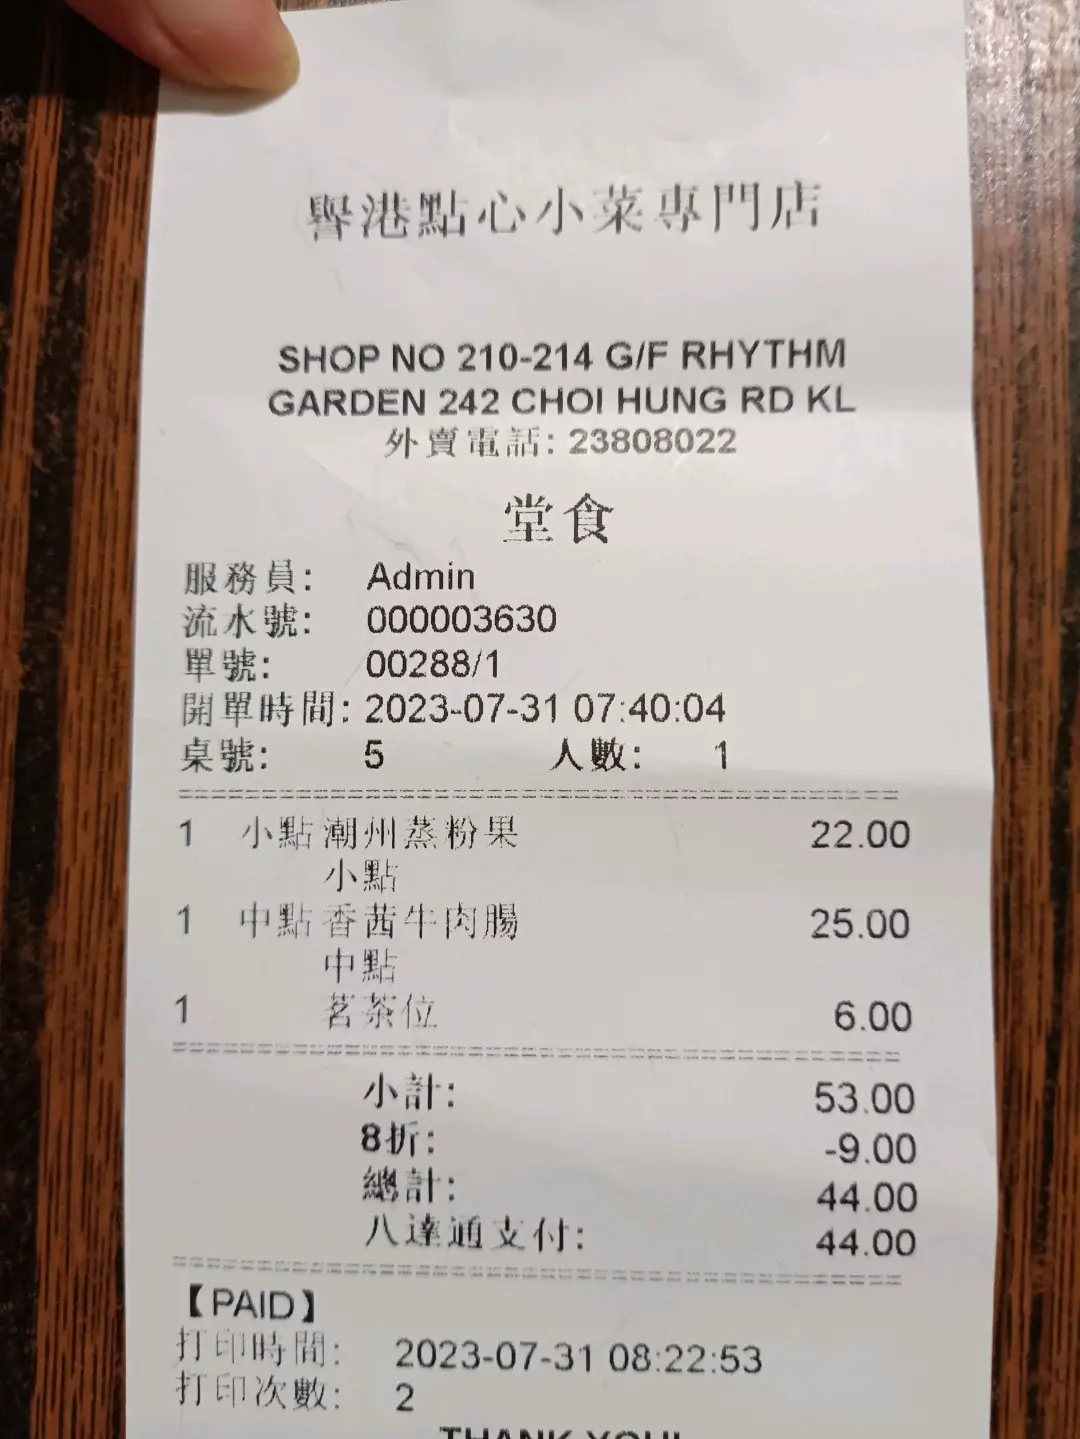 譽港點心小菜專門店
SHOP NO 210-214 G/F RHYTHM
GARDEN 242 CHOI HUNG RD KL
外賣電話: 23808022
堂食
服務員: Admin
流水號: 000003630
單號: 00288/1
開單時間: 2023-07-31 07:40:04
桌號: 5 人數: 1
1 小點潮州蒸粉果 22.00
小點
1 中點香茜牛肉腸 25.00
中點
1 茗茶位 6.00
小計: 53.00
8折: -9.00
總計: 44.00
八達通支付: 44.00
【PAID】
打印時間: 2023-07-31 08:22:53
打印次數: 2
THANK YOU!